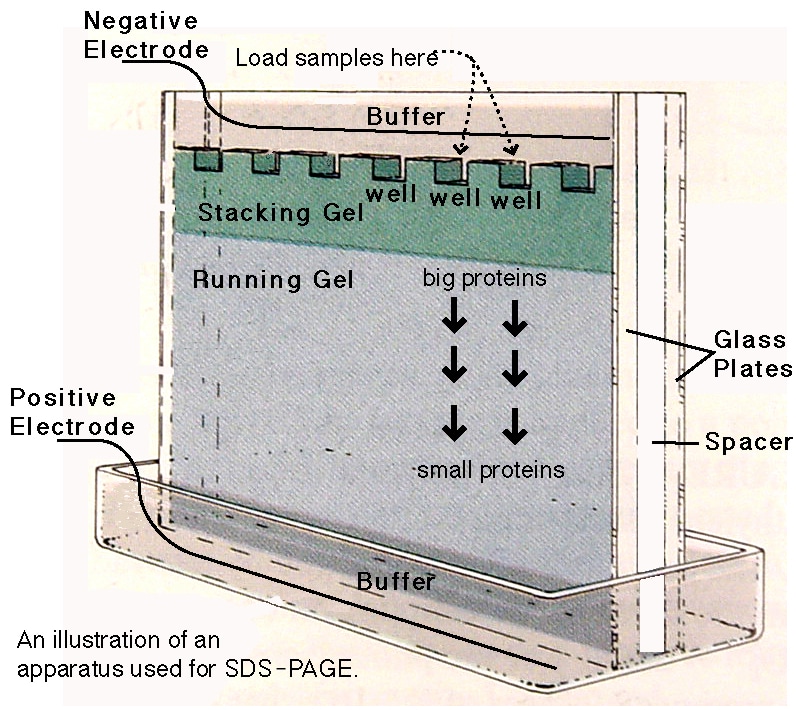 Negative
Electrode
Load samples here
Buffer
well well well
Stacking Gel
Running Gel
big proteins
Glass
Plates
Positive
Electrode
Spacer
small proteins
Buffer
An illustration of an
apparatus used for SDS-PAGE.